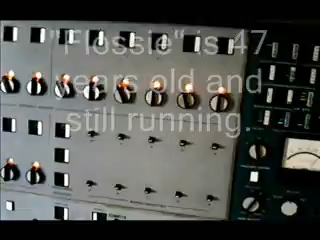 "Flossie" is 47
years old and
still running.